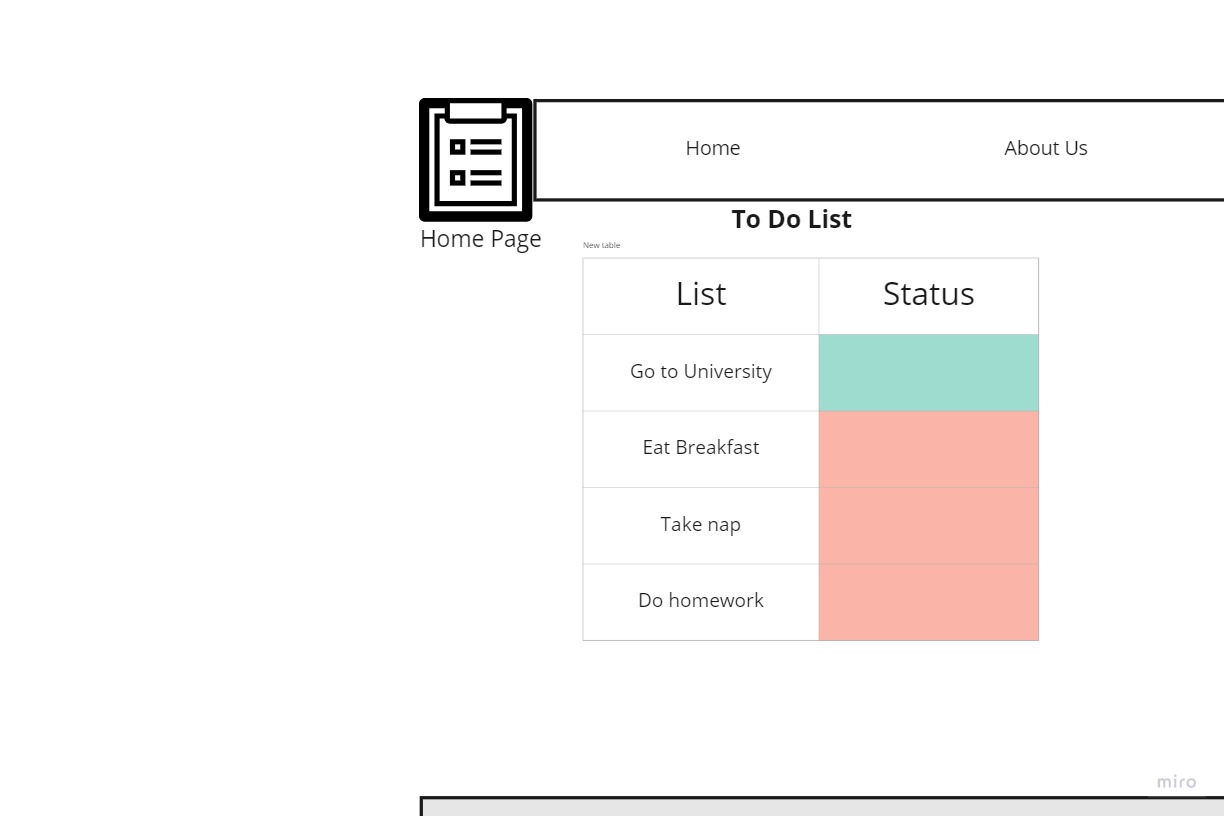 Home
About Us
To Do List
Home Page
New table
List
Status
Go to University
Eat Breakfast
Take nap
Do homework
miro